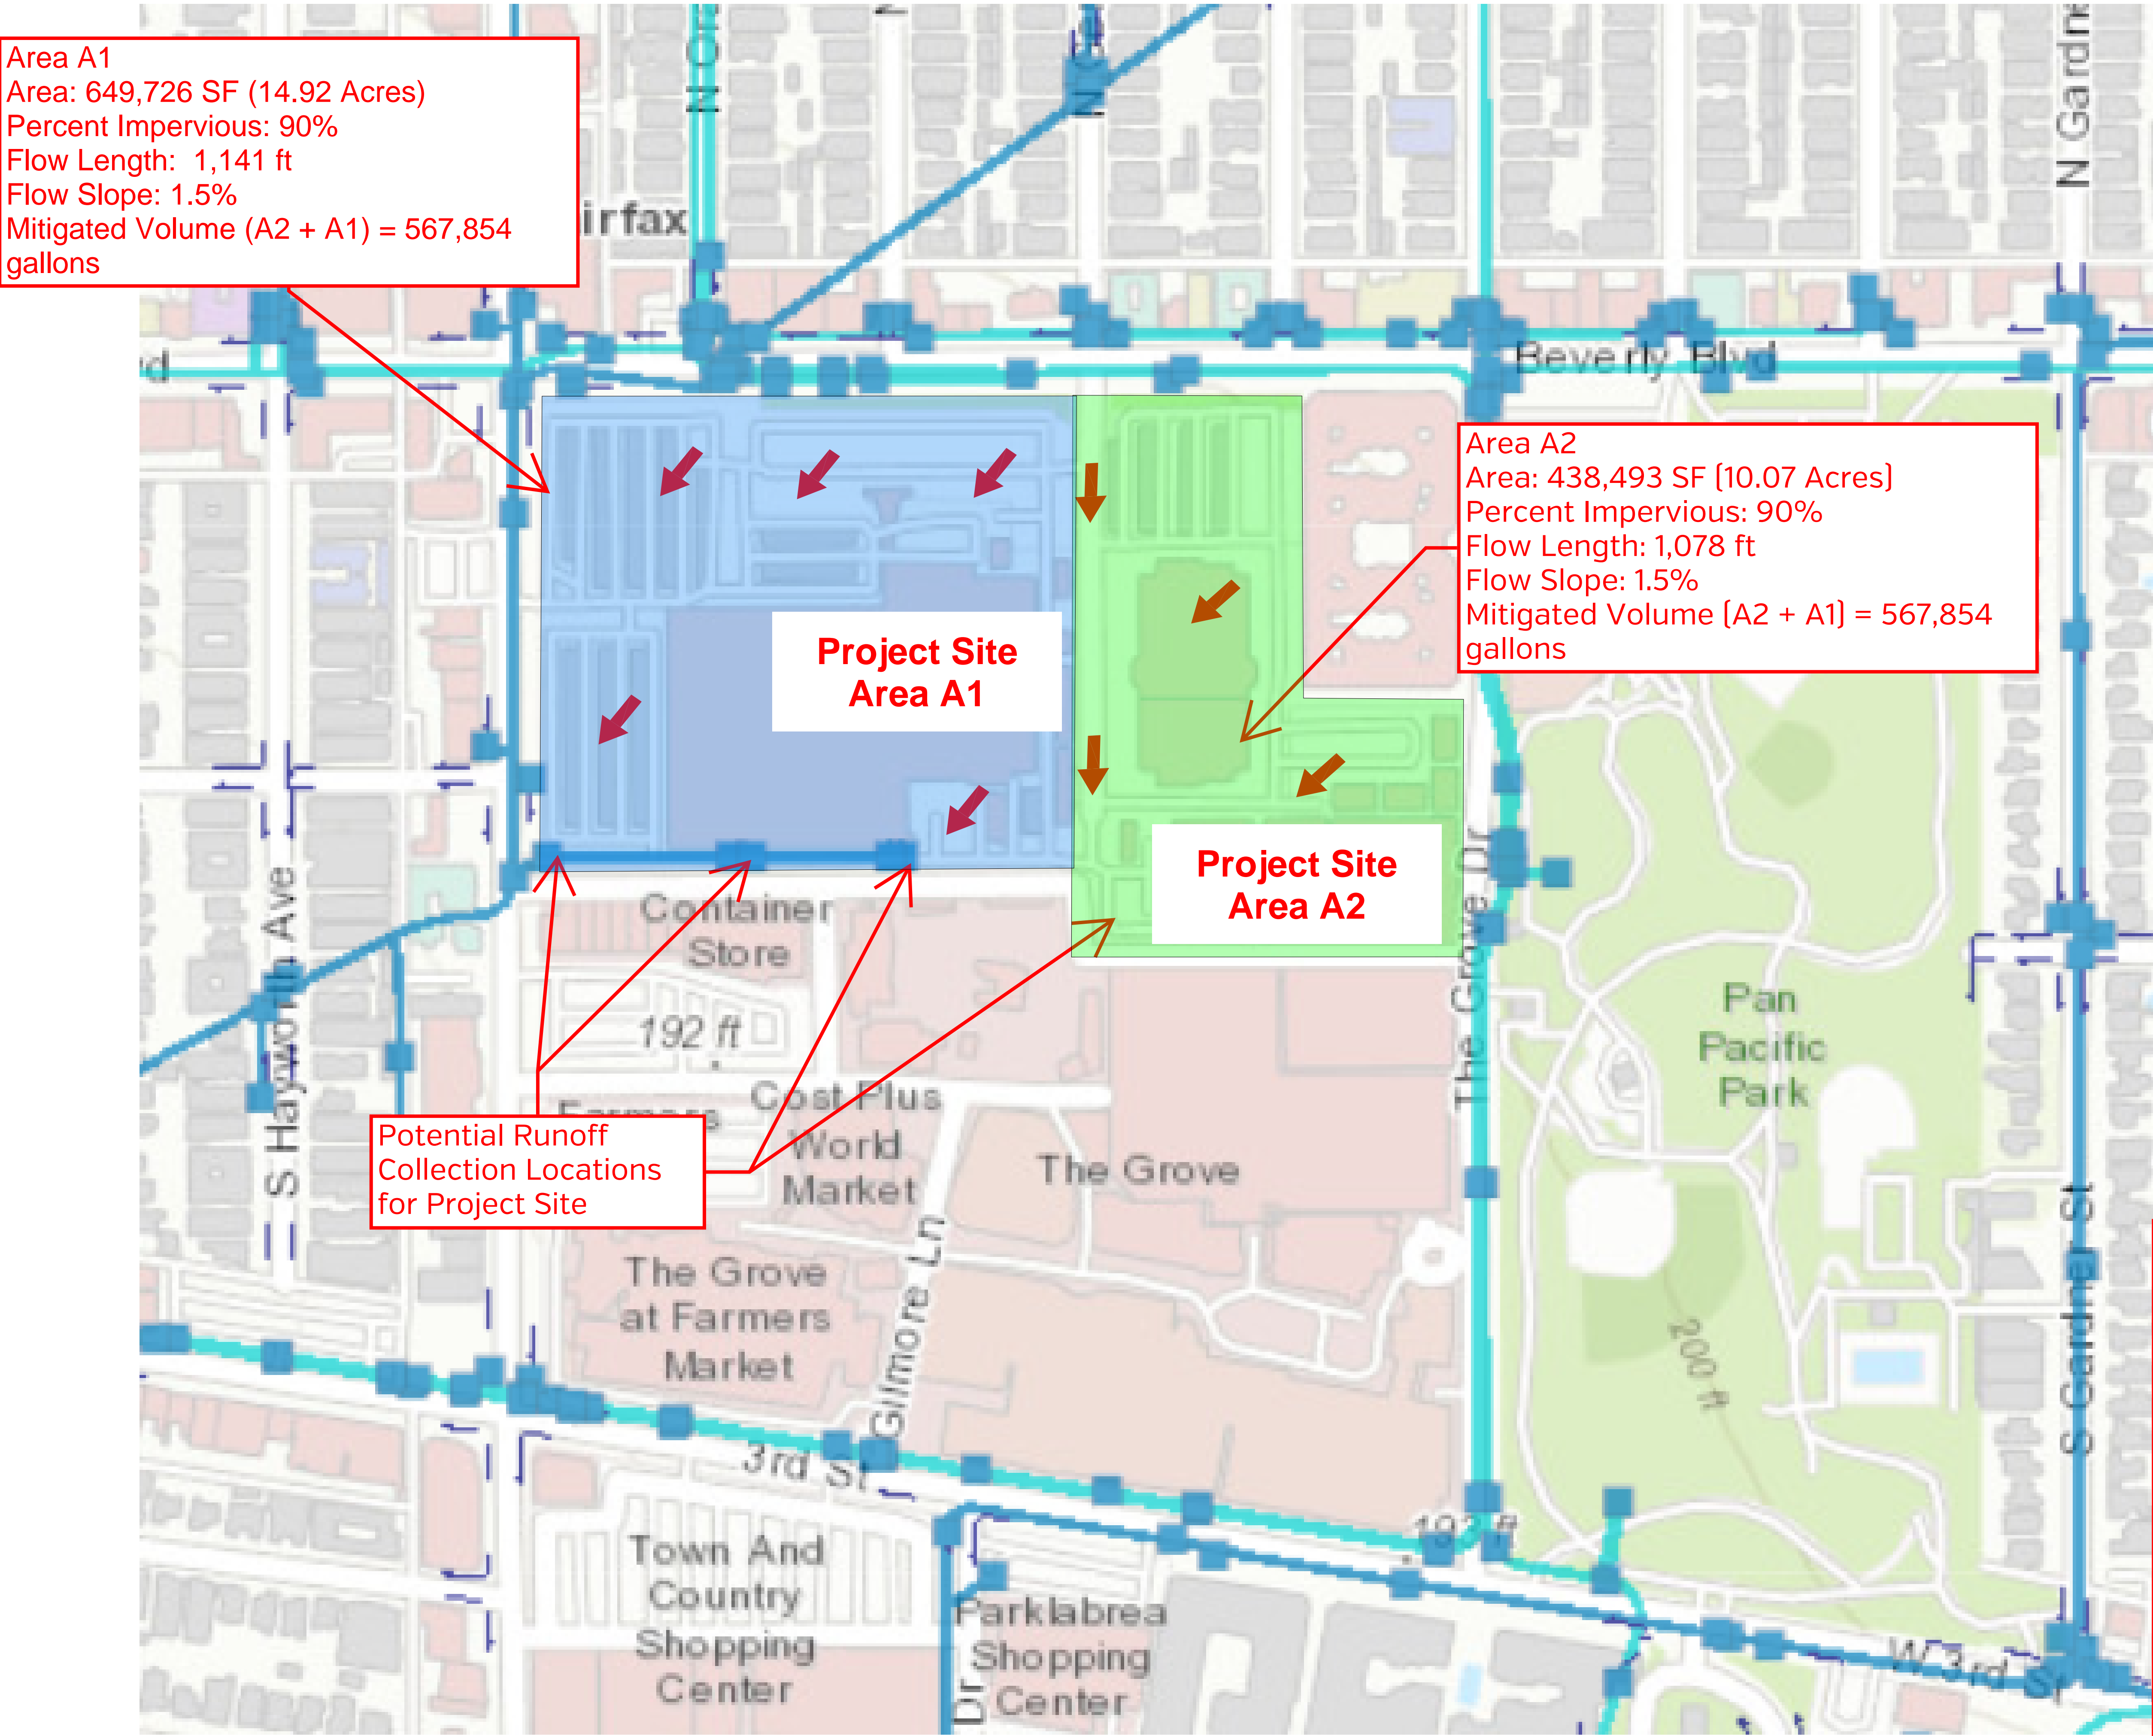 Area A1
Area: 649,726 SF (14.92 Acres)
Percent Impervious: 90%
Flow Length: 1,141 ft
Flow Slope: 1.5%
Mitigated Volume (A2 + A1) = 567,854
gallons
irfax
N Gardne
Beverly Blvd
Area A2
Area: 438,493 SF (10.07 Acres)
Percent Impervious: 90%
Flow Length: 1,078 ft
Flow Slope: 1.5%
Mitigated Volume (A2 + A1) = 567,854
gallons
Project Site
Area A1
Project Site
Area A2
Container
Store
192 ft
S Hayworth Ave
Farmers
Cost Plus
World
Market
Potential Runoff
Collection Locations
for Project Site
The Grove
The Grove Dr
Pan
Pacific
Park
The Grove
at Farmers
Market
Gilmore Ln
200 ft
S Gardner St
3rd St
Town And
Country
Shopping
Center
Parklabrea
Shopping
Center
Dr
W 3rd St